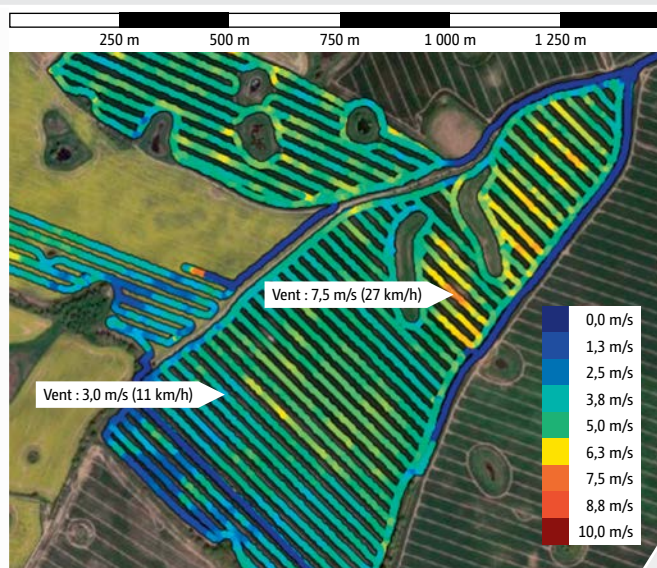 250 m 500 m 750 m 1 000 m 1 250 m
Vent : 7,5 m/s (27 km/h)
Vent : 3,0 m/s (11 km/h)
0,0 m/s
1,3 m/s
2,5 m/s
3,8 m/s
5,0 m/s
6,3 m/s
7,5 m/s
8,8 m/s
10,0 m/s